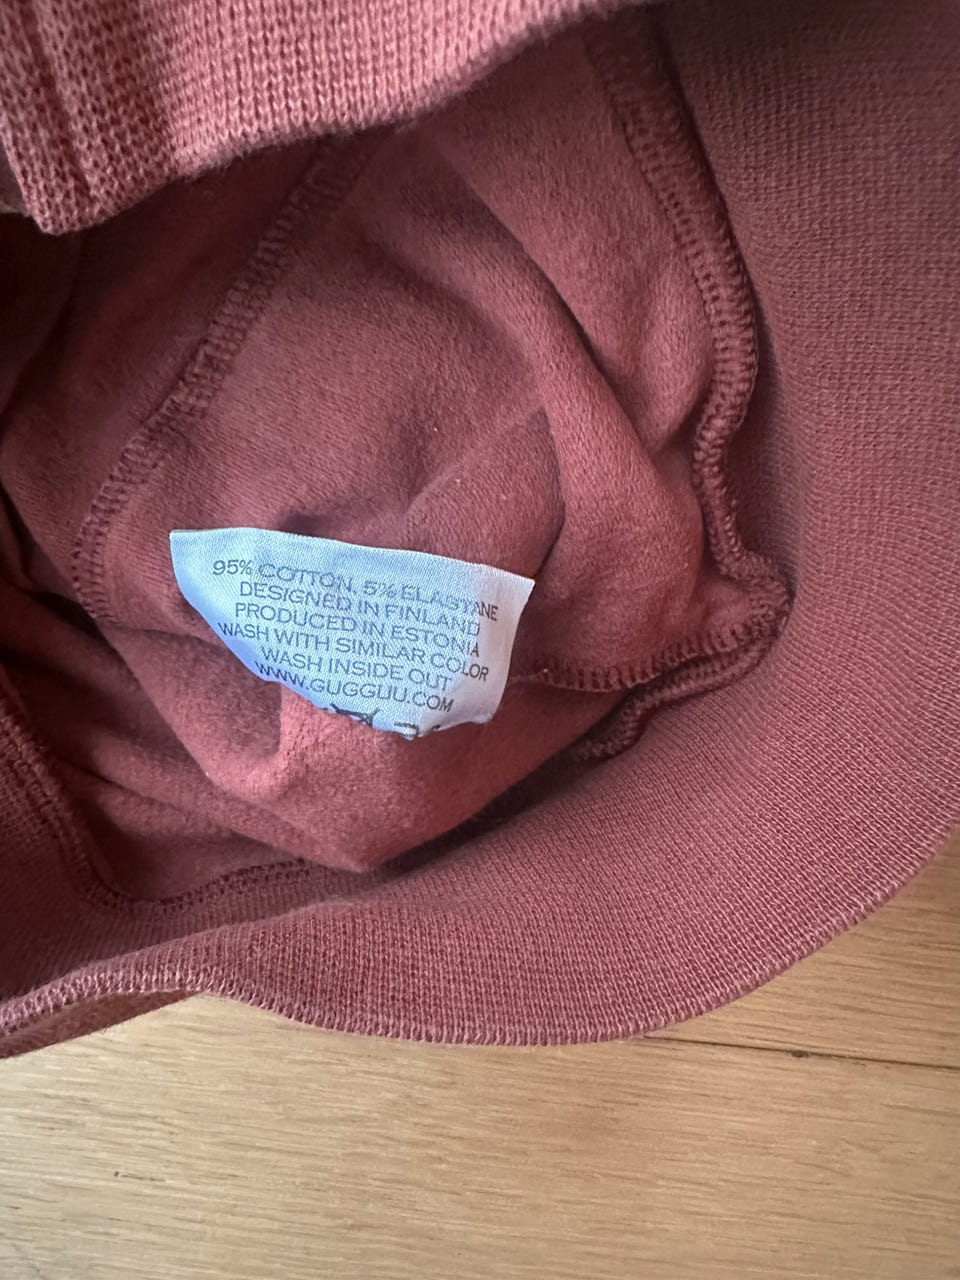 95% COTTON, 5% ELASTANE
DESIGNED IN FINLAND
PRODUCED IN ESTONIA
WASH WITH SIMILAR COLOR
WASH INSIDE OUT
WWW.GUGGUU.COM